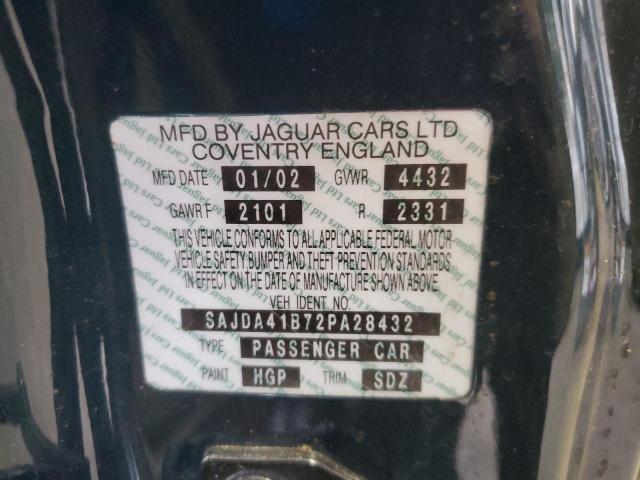 MFD BY JAGUAR CARS LTD
COVENTRY ENGLAND
MFD DATE 01/02 GVWR 4432
GAWR F 2101 R 2331
THIS VEHICLE CONFORMS TO ALL APPLICABLE FEDERAL MOTOR
VEHICLE SAFETY BUMPER AND THEFT PREVENTION STANDARDS
IN EFFECT ON THE DATE OF MANUFACTURE SHOWN ABOVE.
VEH IDENT NO
SAJDA41B72PA28432
TYPE PASSENGER CAR
PAINT HGP TRIM SDZ